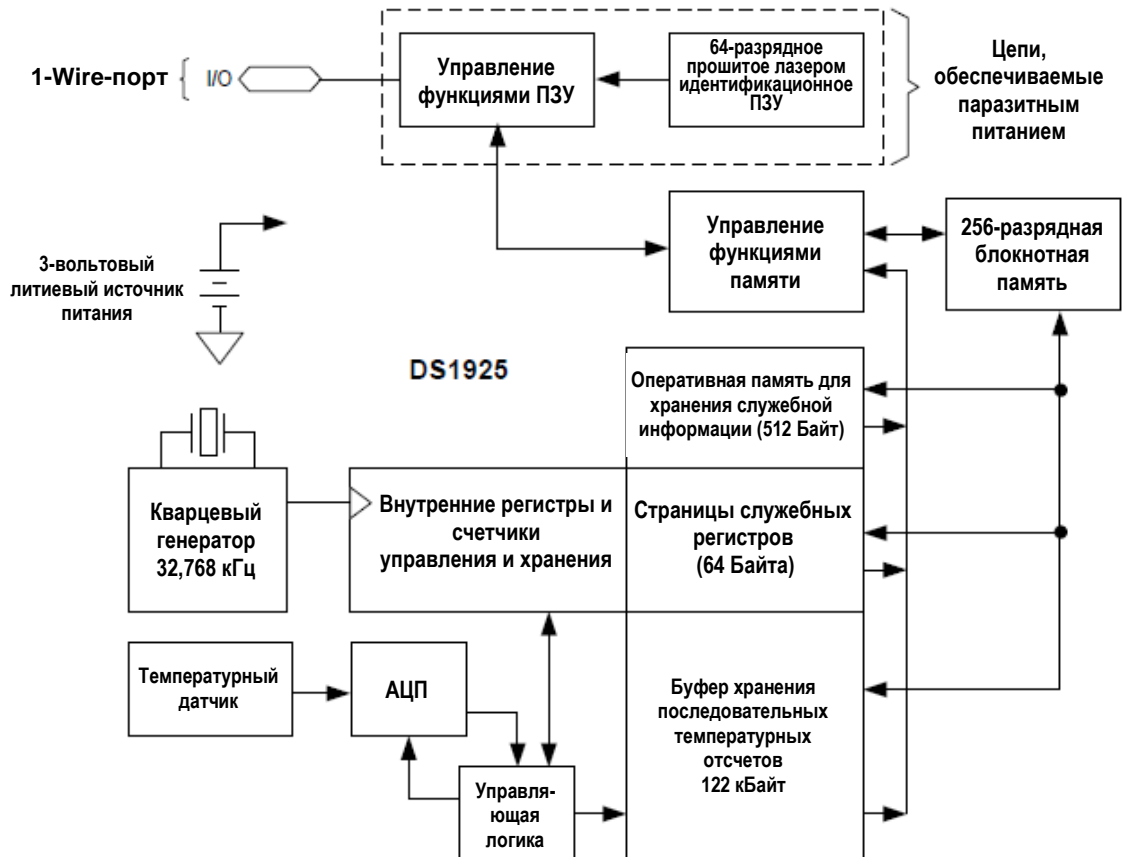 1-Wire-порт
I/O
Управление
функциями ПЗУ
64-разрядное
прошитое лазером
идентификационное
ПЗУ
Цепи,
обеспечиваемые
паразитным
питанием
Управление
функциями
памяти
256-разрядная
блокнотная
память
3-вольтовый
литиевый источник
питания
DS1925
Оперативная память для
хранения служебной
информации (512 Байт)
Кварцевый
генератор
32,768 кГц
Внутренние регистры и
счетчики
управления и хранения
Страницы служебных
регистров
(64 Байта)
Температурный
датчик
АЦП
Буфер хранения
последовательных
температурных
отсчетов
122 кБайт
Управля-
ющая
логика